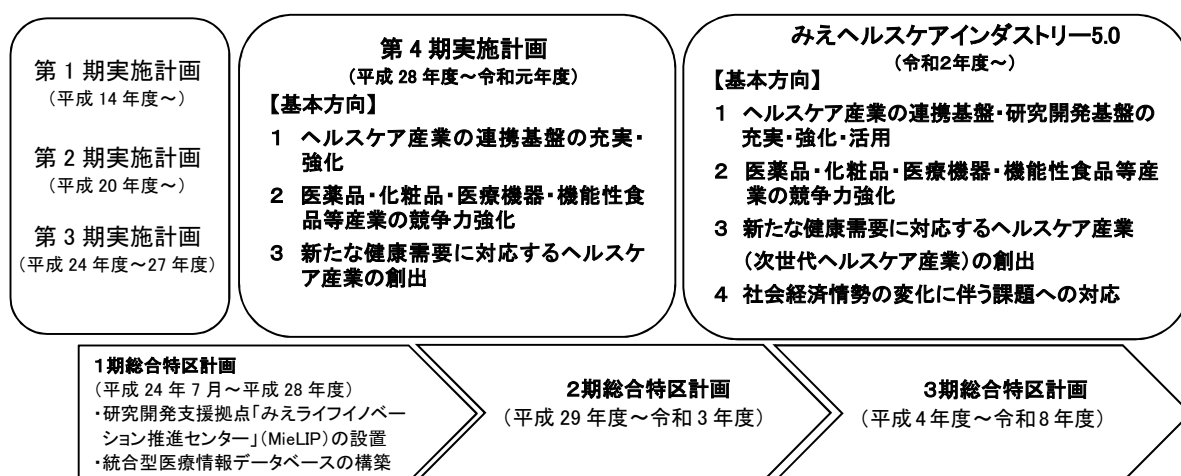 第1期実施計画
（平成 14 年度～）
第2期実施計画
（平成 20 年度～）
第3期実施計画
（平成 24 年度～27 年度）
第4期実施計画
（平成 28 年度～令和元年度）
【基本方向】
1 ヘルスケア産業の連携基盤の充実・
強化
2 医薬品・化粧品・医療機器・機能性食
品等産業の競争力強化
3 新たな健康需要に対応するヘルスケ
ア産業の創出
みえヘルスケアインダストリー5.0
（令和2年度～）
【基本方向】
1 ヘルスケア産業の連携基盤・研究開発基盤の
充実・強化・活用
2 医薬品・化粧品・医療機器・機能性食品等産
業の競争力強化
3 新たな健康需要に対応するヘルスケア産業
（次世代ヘルスケア産業）の創出
4 社会経済情勢の変化に伴う課題への対応
1期総合特区計画
（平成 24 年 7 月～平成 28 年度）
・研究開発支援拠点「みえライフイノベー
ション推進センター」（MieLIP）の設置
・統合型医療情報データベースの構築
2期総合特区計画
（平成 29 年度～令和 3 年度）
3期総合特区計画
（平成 4 年度～令和 8 年度）